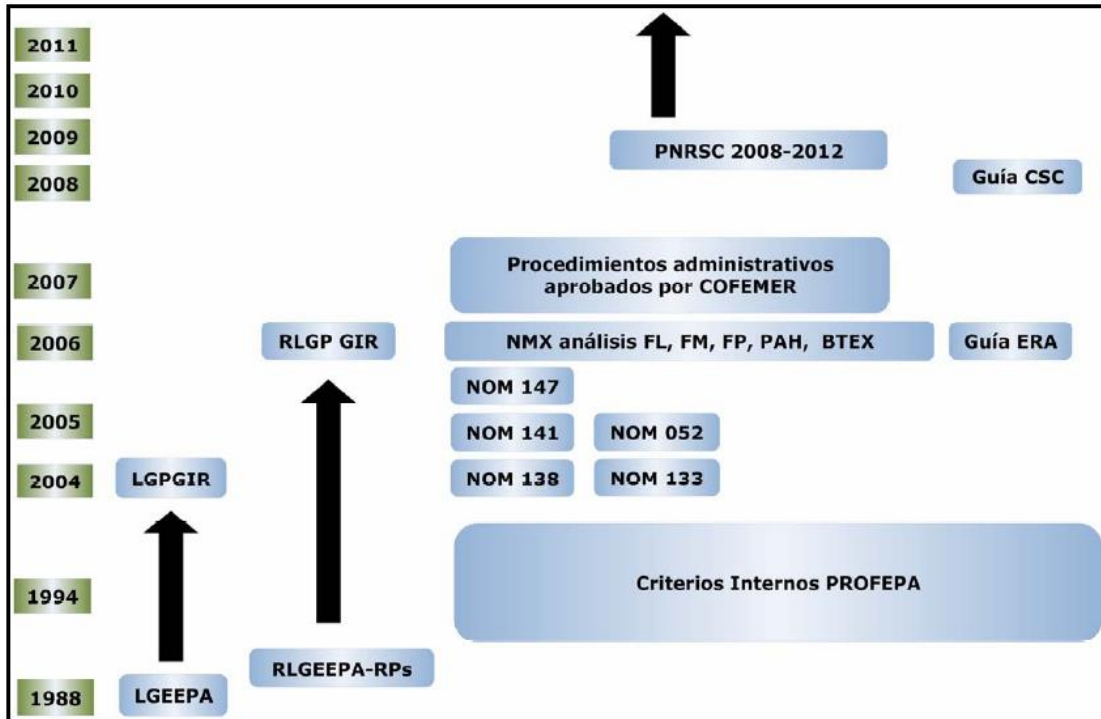 2011
2010
2009
PNRSC 2008-2012
2008
Guía CSC
Procedimientos administrativos
aprobados por COFEMER
2007
2006
RLGP GIR
NMX análisis FL, FM, FP, PAH, BTEX
Guía ERA
NOM 147
2005
NOM 141
NOM 052
2004
LGPGIR
NOM 138
NOM 133
1994
Criterios Internos PROFEPA
RLGEEPA-RPs
1988
LGEEPA